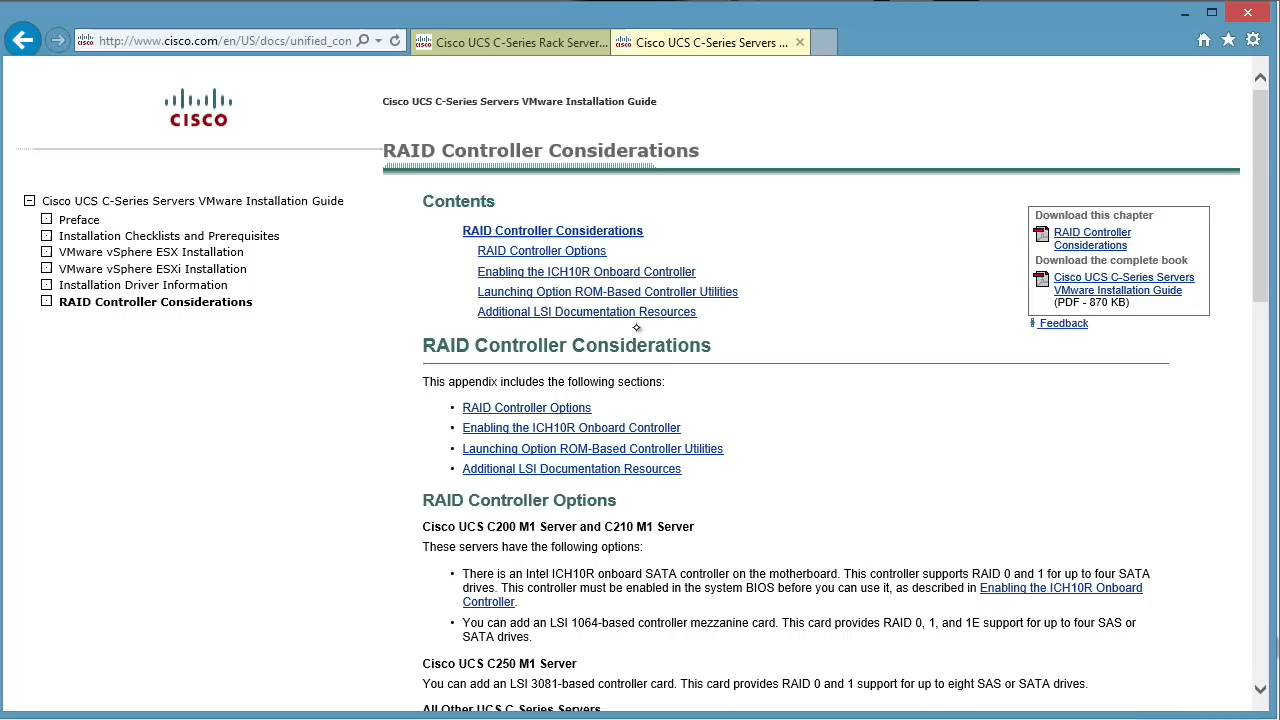 http://www.cisco.com/en/US/docs/unified_con
Cisco UCS C-Series Rack Server...
Cisco UCS C-Series Servers ...
CISCO
Cisco UCS C-Series Servers VMware Installation Guide
RAID Controller Considerations
Cisco UCS C-Series Servers VMware Installation Guide
Preface
Installation Checklists and Prerequisites
VMware vSphere ESX Installation
VMware vSphere ESXi Installation
Installation Driver Information
RAID Controller Considerations
Contents
RAID Controller Considerations
RAID Controller Options
Enabling the ICH10R Onboard Controller
Launching Option ROM-Based Controller Utilities
Additional LSI Documentation Resources
Download this chapter
RAID Controller
Considerations
Download the complete book
Cisco UCS C-Series Servers
VMware Installation Guide
(PDF - 870 KB)
Feedback
RAID Controller Considerations
This appendix includes the following sections:
• RAID Controller Options
• Enabling the ICH10R Onboard Controller
• Launching Option ROM-Based Controller Utilities
• Additional LSI Documentation Resources
RAID Controller Options
Cisco UCS C200 M1 Server and C210 M1 Server
These servers have the following options:
• There is an Intel ICH10R onboard SATA controller on the motherboard. This controller supports RAID 0 and 1 for up to four SATA
drives. This controller must be enabled in the system BIOS before you can use it, as described in Enabling the ICH10R Onboard
Controller.
• You can add an LSI 1064-based controller mezzanine card. This card provides RAID 0, 1, and 1E support for up to four SAS or
SATA drives.
Cisco UCS C250 M1 Server
You can add an LSI 3081-based controller card. This card provides RAID 0 and 1 support for up to eight SAS or SATA drives.
All Other UCS C-Series Servers